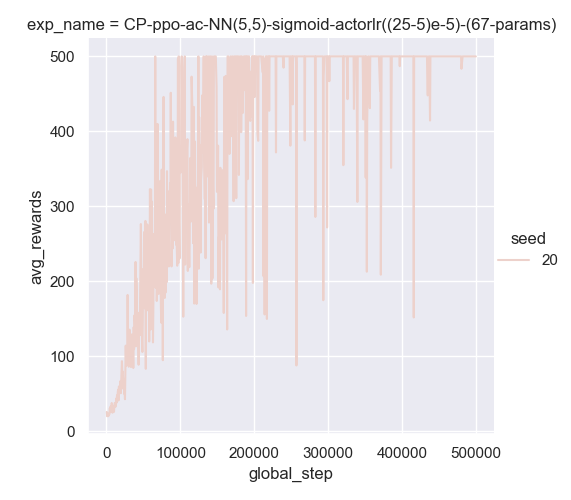 exp_name = CP-ppo-ac-NN(5,5)-sigmoid-actorlr((25-5)e-5)-(67-params)
500
400
300
200
100
0
avg_rewards
0 100000 200000 300000 400000 500000
global_step
seed
20